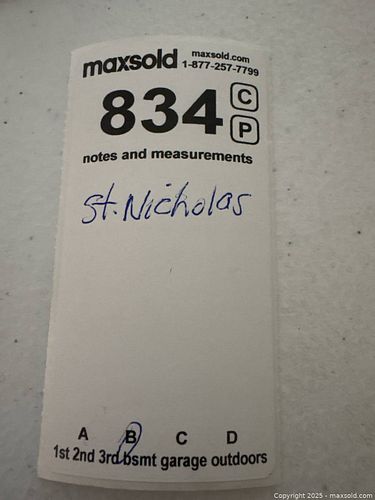 maxsold maxsold.com
1-877-257-7799
834 C
P
notes and measurements
St. Nicholas
A B C D
1st 2nd 3rd bsmt garage outdoors
Copyright 2025 - maxsold.com